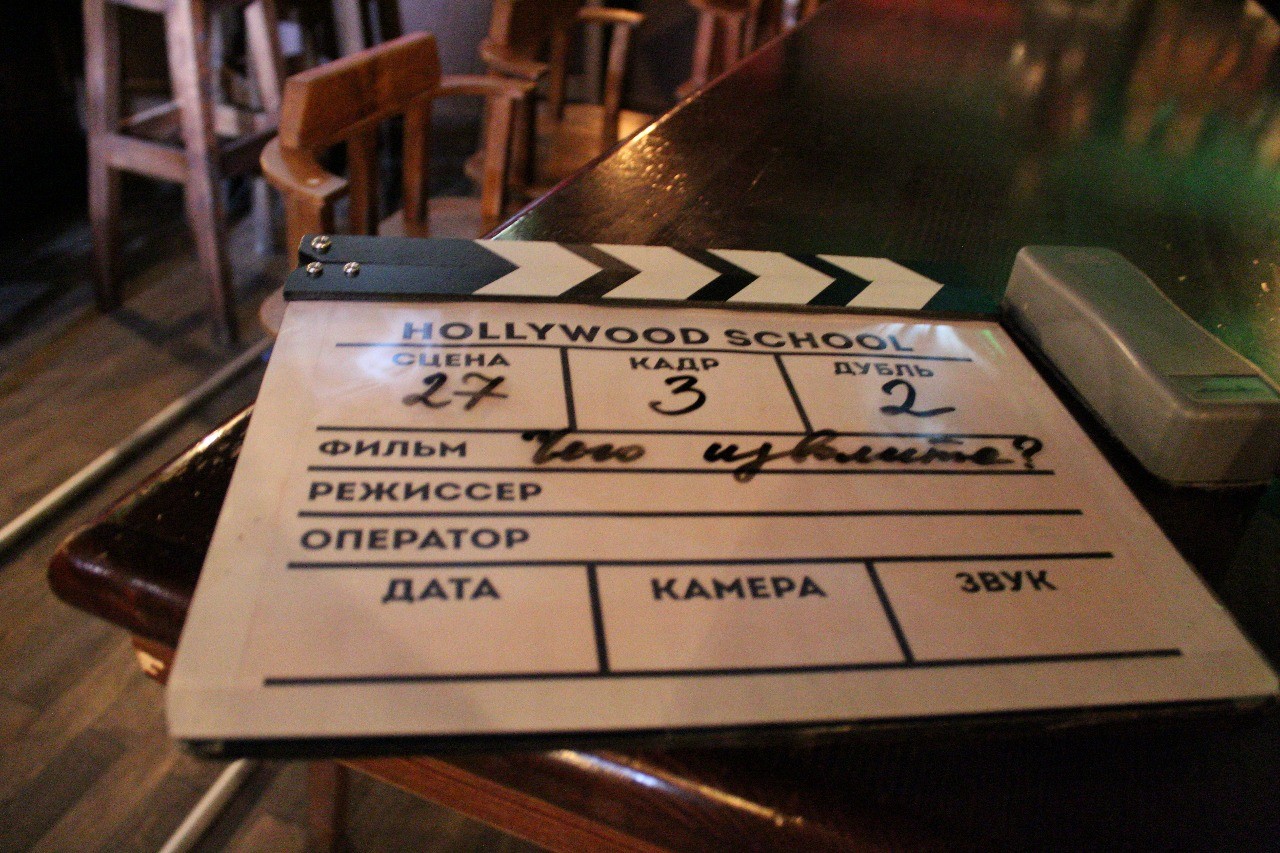 HOLLYWOOD SCHOOL
СЦЕНА КАДР ДУБЛЬ
27 3 2
ФИЛЬМ Чего изволите?
РЕЖИССЕР
ОПЕРАТОР
ДАТА КАМЕРА ЗВУК